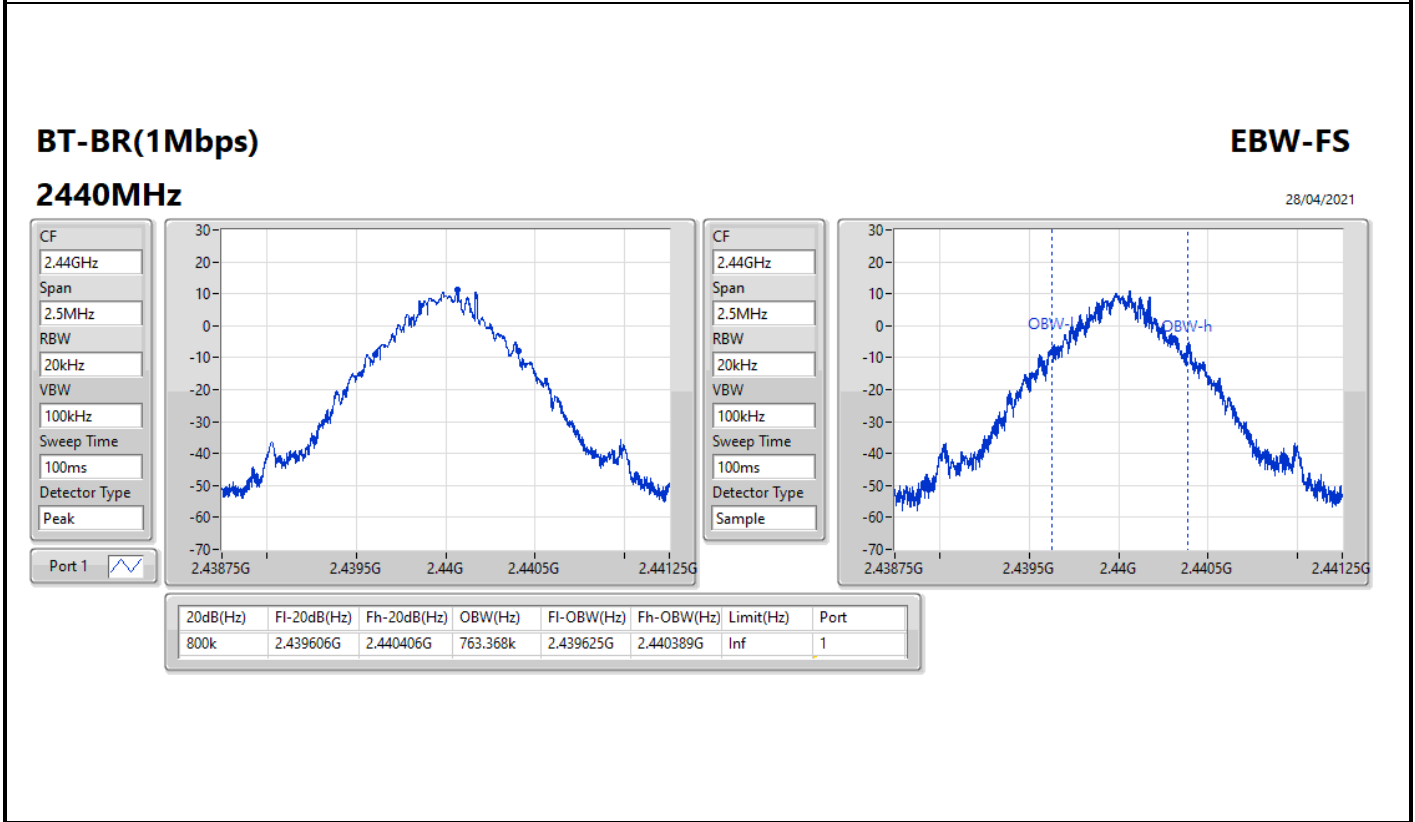 BT-BR(1Mbps)
EBW-FS
2440MHz
28/04/2021
CF
2.44GHz
Span
2.5MHz
RBW
20kHz
VBW
100kHz
Sweep Time
100ms
Detector Type
Peak
Port 1
30
20
10
0
-10
-20
-30
-40
-50
-60
-70
2.43875G 2.4395G 2.44G 2.4405G 2.44125G
CF
2.44GHz
Span
2.5MHz
RBW
20kHz
VBW
100kHz
Sweep Time
100ms
Detector Type
Sample
30
20
10
0
-10
-20
-30
-40
-50
-60
-70
OBW-l OBW-h
2.43875G 2.4395G 2.44G 2.4405G 2.44125G
20dB(Hz) Fl-20dB(Hz) Fh-20dB(Hz) OBW(Hz) Fl-OBW(Hz) Fh-OBW(Hz) Limit(Hz) Port
800k 2.439606G 2.440406G 763.368k 2.439625G 2.440389G Inf 1